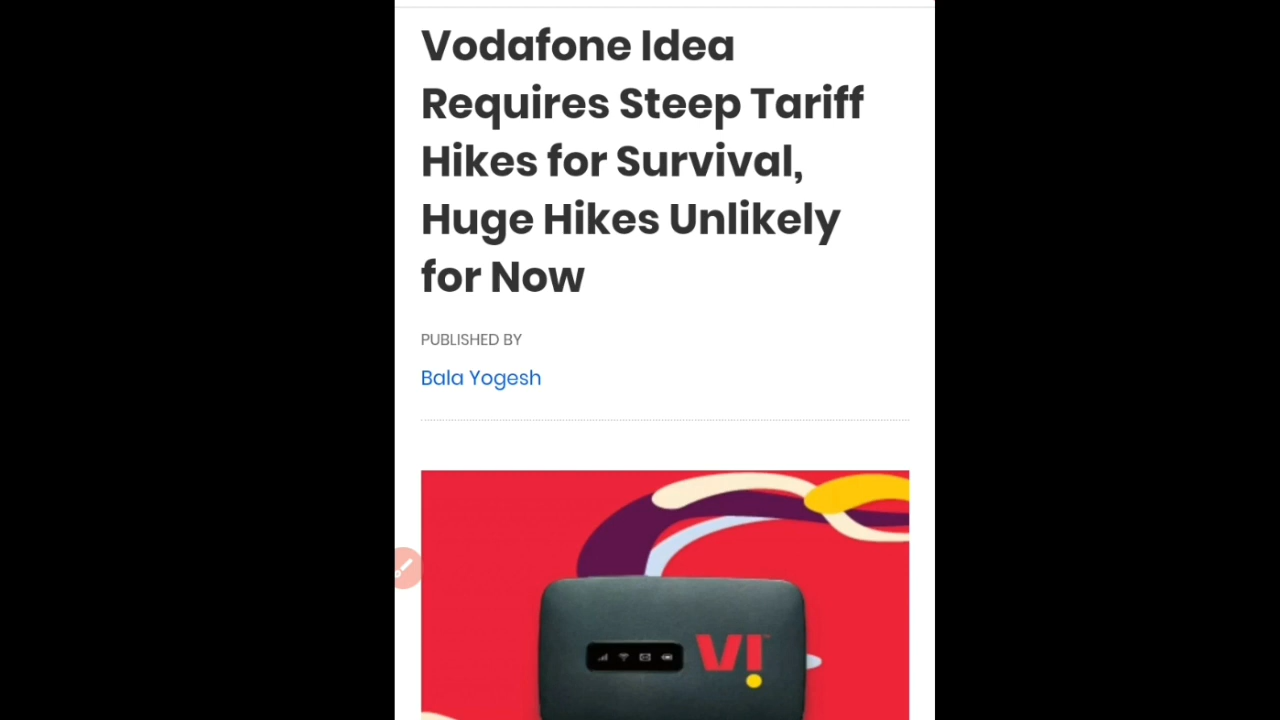 Vodafone Idea
Requires Steep Tariff
Hikes for Survival,
Huge Hikes Unlikely
for Now
PUBLISHED BY
Bala Yogesh
VI